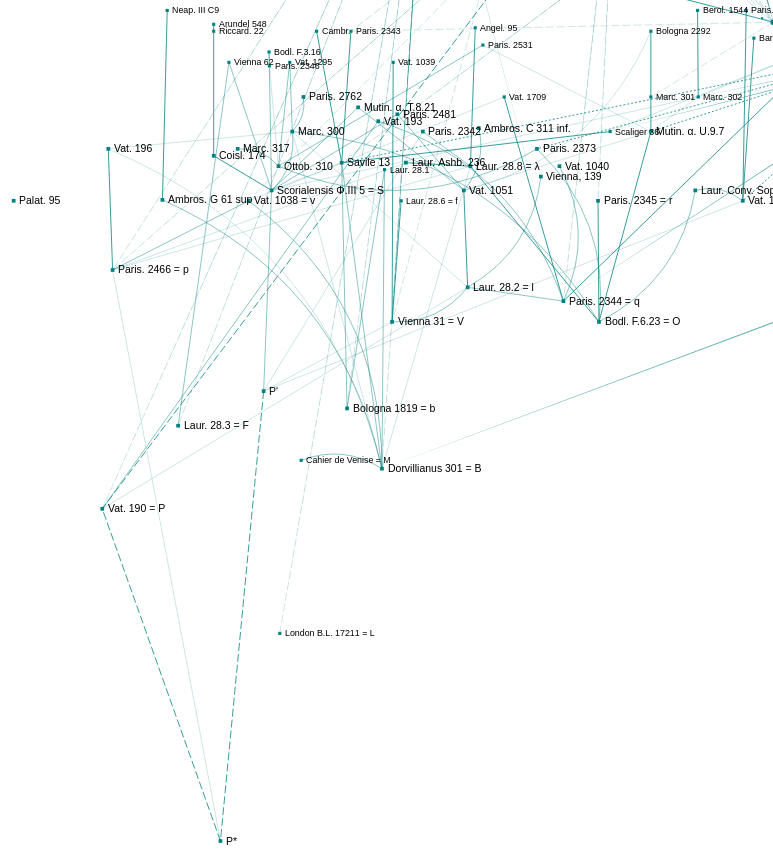 Neap. III C9
Berol. 1544
Paris.
Arundel 548
Riccard. 22
Cambr.
Paris. 2343
Angel. 95
Bologna 2292
Bar
Paris. 2531
Bodl. F.3.16
Vienna 62
Paris. 2346
Vat. 1295
Vat. 1039
Paris. 2762
Vat. 1709
Marc. 301
Marc. 302
Mutin. α.T.8.21
Paris. 2481
Vat. 193
Marc. 300
Paris. 2342
Ambros. C 311 inf.
Scaliger
Mutin. α. U.9.7
Vat. 196
Marc. 317
Coisl. 174
Paris. 2373
Ottob. 310
Savile 13
Laur. Ashb. 236
Laur. 28.1
Laur. 28.8 = λ
Vat. 1040
Vienna, 139
Scorialensis Φ.III 5 = S
Vat. 1051
Laur. Conv. Sop
Palat. 95
Ambros. G 61 sup
Vat. 1038 = v
Laur. 28.6 = f
Paris. 2345 = r
Vat. 1
Paris. 2466 = p
Laur. 28.2 = l
Paris. 2344 = q
Vienna 31 = V
Bodl. F.6.23 = O
P'
Bologna 1819 = b
Laur. 28.3 = F
Cahier de Venise = M
Dorvillianus 301 = B
Vat. 190 = P
London B.L. 17211 = L
P*